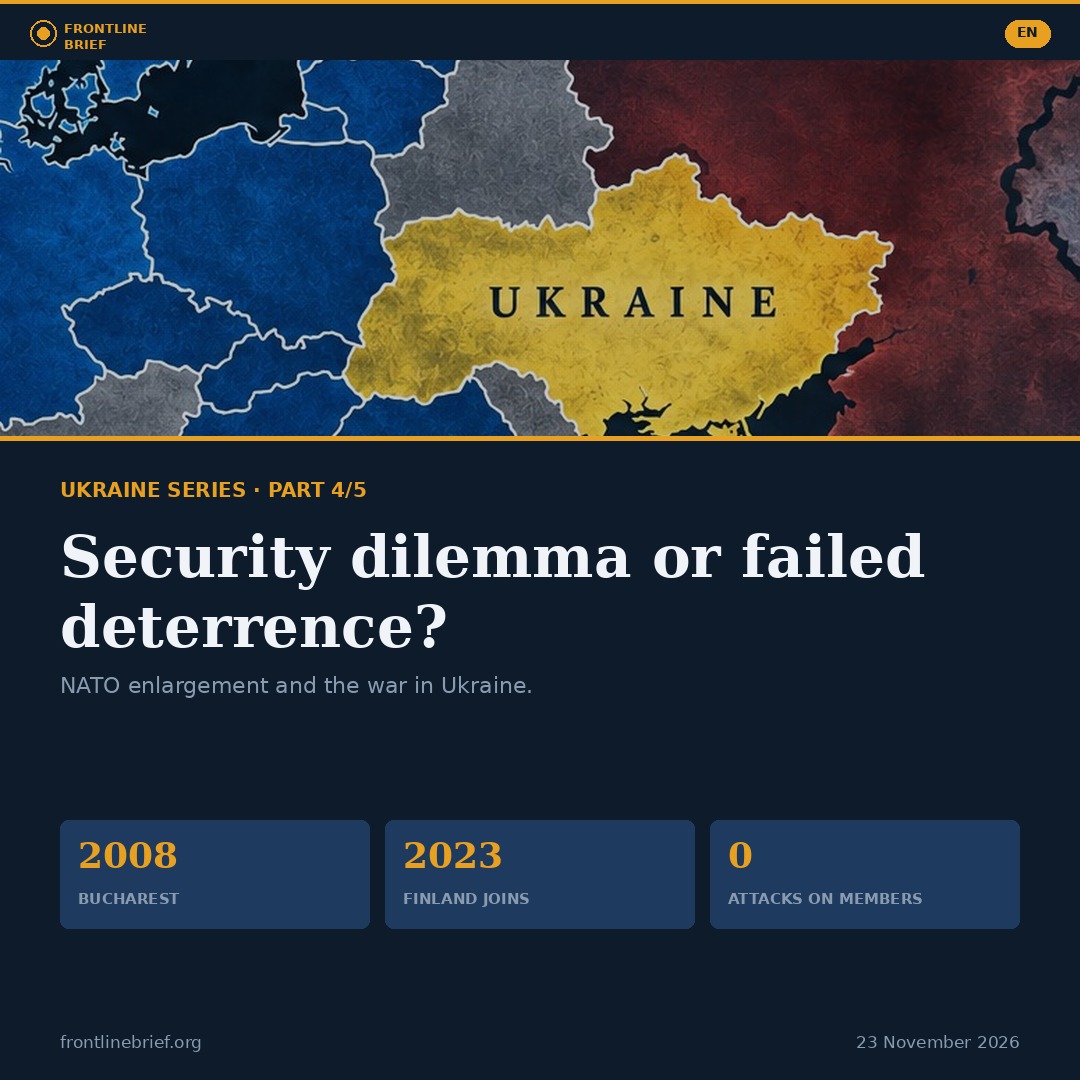 FRONTLINE
BRIEF
EN
UKRAINE
UKRAINE SERIES · PART 4/5
Security dilemma or failed
deterrence?
NATO enlargement and the war in Ukraine.
2008
BUCHAREST
2023
FINLAND JOINS
0
ATTACKS ON MEMBERS
frontlinebrief.org
23 November 2026